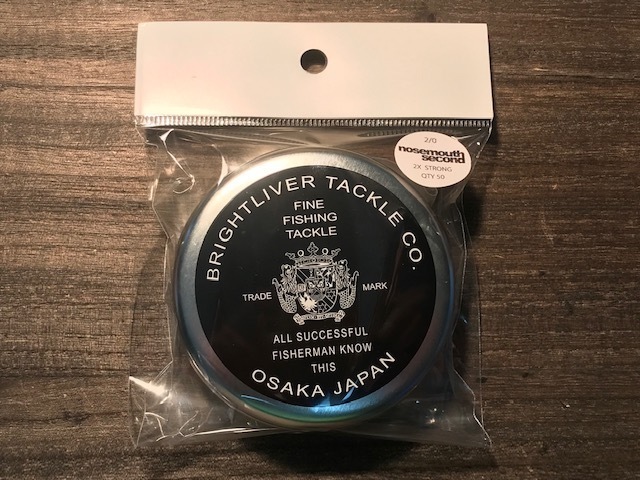 2/0
nosemouth
second
2X STRONG
QTY 50
BRIGHTLIVER TACKLE CO.
FINE
FISHING
TACKLE
TRADE MARK
ALL SUCCESSFUL
FISHERMAN KNOW
THIS
OSAKA JAPAN